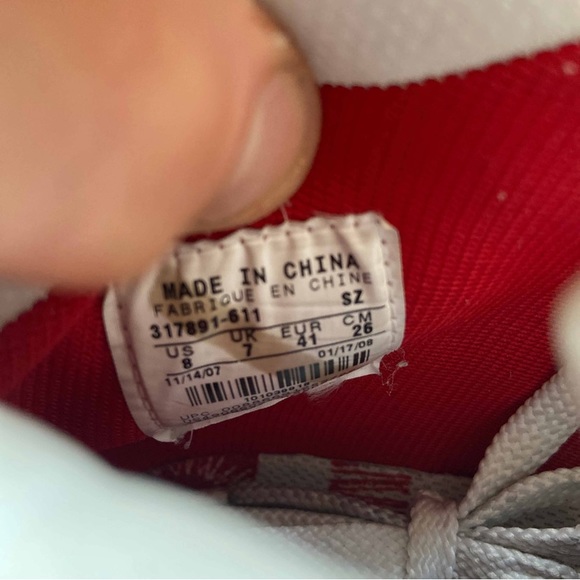 MADE IN CHINA
FABRIQUE EN CHINE
317891-611 SZ
US UK EUR CM
8 7 41 26
11/14/07 01/17/08
UPC